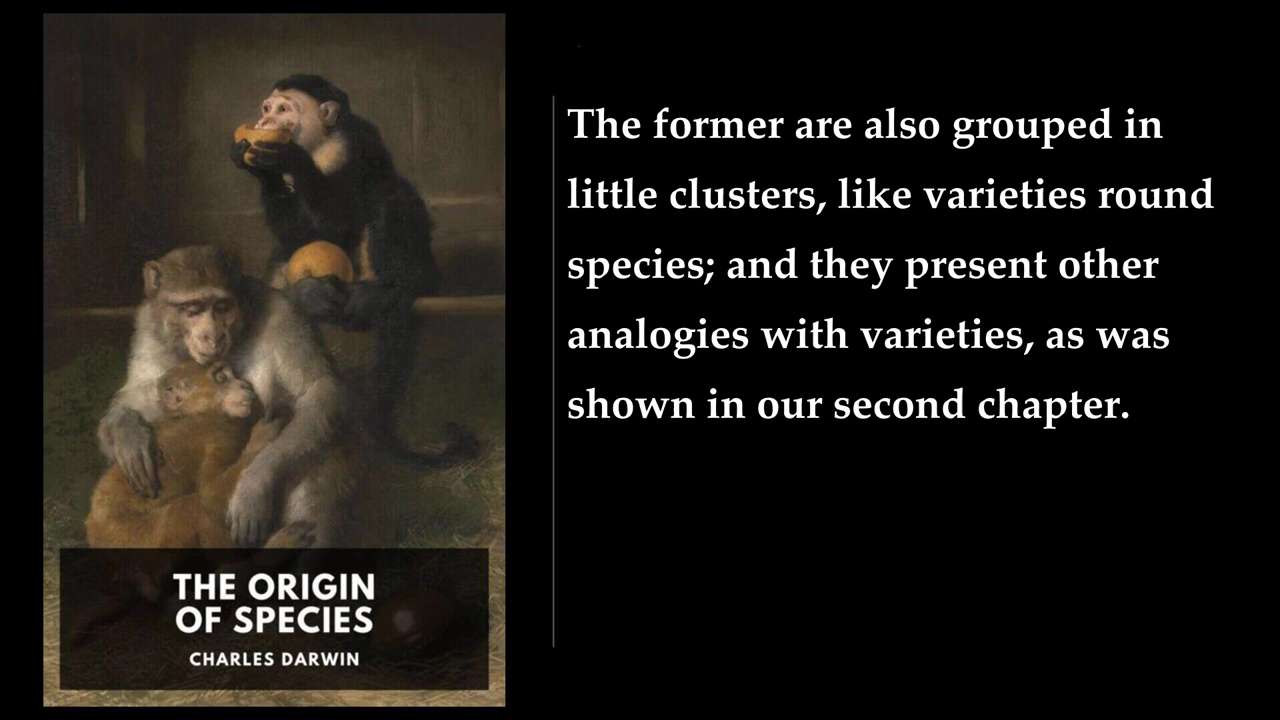 THE ORIGIN
OF SPECIES
CHARLES DARWIN
The former are also grouped in
little clusters, like varieties round
species; and they present other
analogies with varieties, as was
shown in our second chapter.